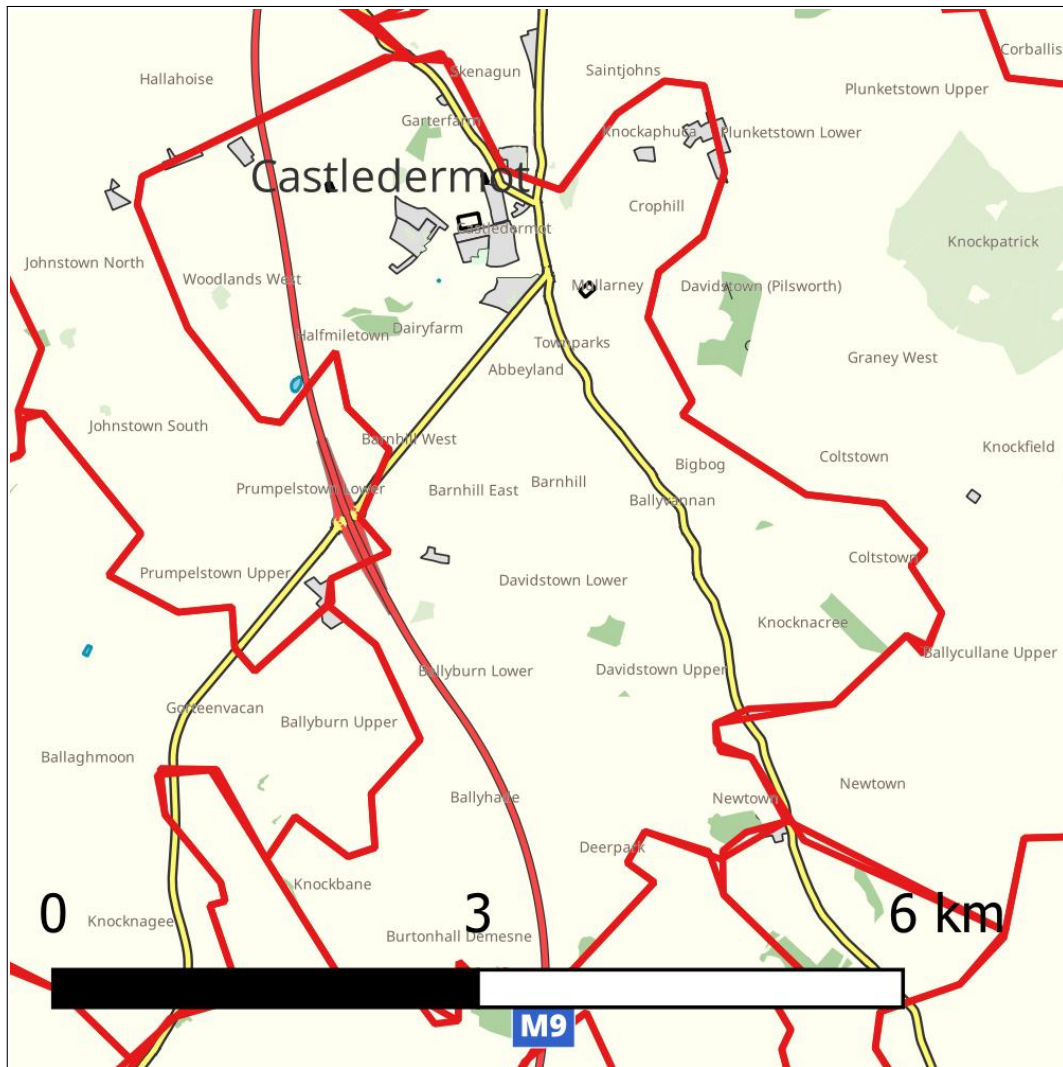 Corballis
Skenagun
Saintjohns
Hallahoise
Plunketstown Upper
Garterfarm
Knockaphuca
Plunketstown Lower
Castledermot
Crophill
Castledermot
Knockpatrick
Johnstown North
Woodlands West
Mullarney
Davidstown (Pilsworth)
Halfmiletown
Dairyfarm
Townparks
Graney West
Abbeyland
Johnstown South
Barnhill West
Knockfield
Coltstown
Bigbog
Prumpelstown Lower
Barnhill East
Barnhill
Ballyvannan
Coltstown
Prumpelstown Upper
Davidstown Lower
Knocknacree
Ballycullane Upper
Ballyburn Lower
Davidstown Upper
Gorteenvacan
Ballyburn Upper
Ballaghmoon
Newtown
Ballyhade
Newtown
Deerpark
Knockbane
0 3 6 km
Knocknagee
Burtonhall Demesne
M9